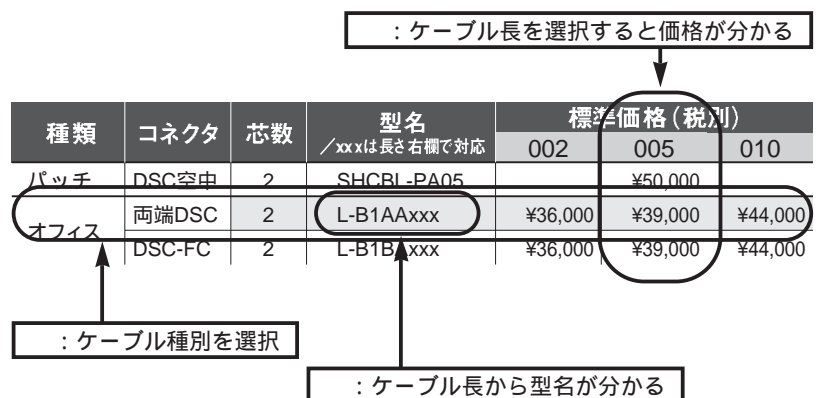 ：ケーブル長を選択すると価格が分かる
種類 コネクタ 芯数 型名 標準価格（税別）
／xxxは長さ右欄で対応 002 005 010
パッチ DSC空中 2 SHCBL-PA05 ¥50,000
オフィス 両端DSC 2 L-B1AAxxx ¥36,000 ¥39,000 ¥44,000
DSC-FC 2 L-B1BAxxx ¥36,000 ¥39,000 ¥44,000
：ケーブル種別を選択
：ケーブル長から型名が分かる